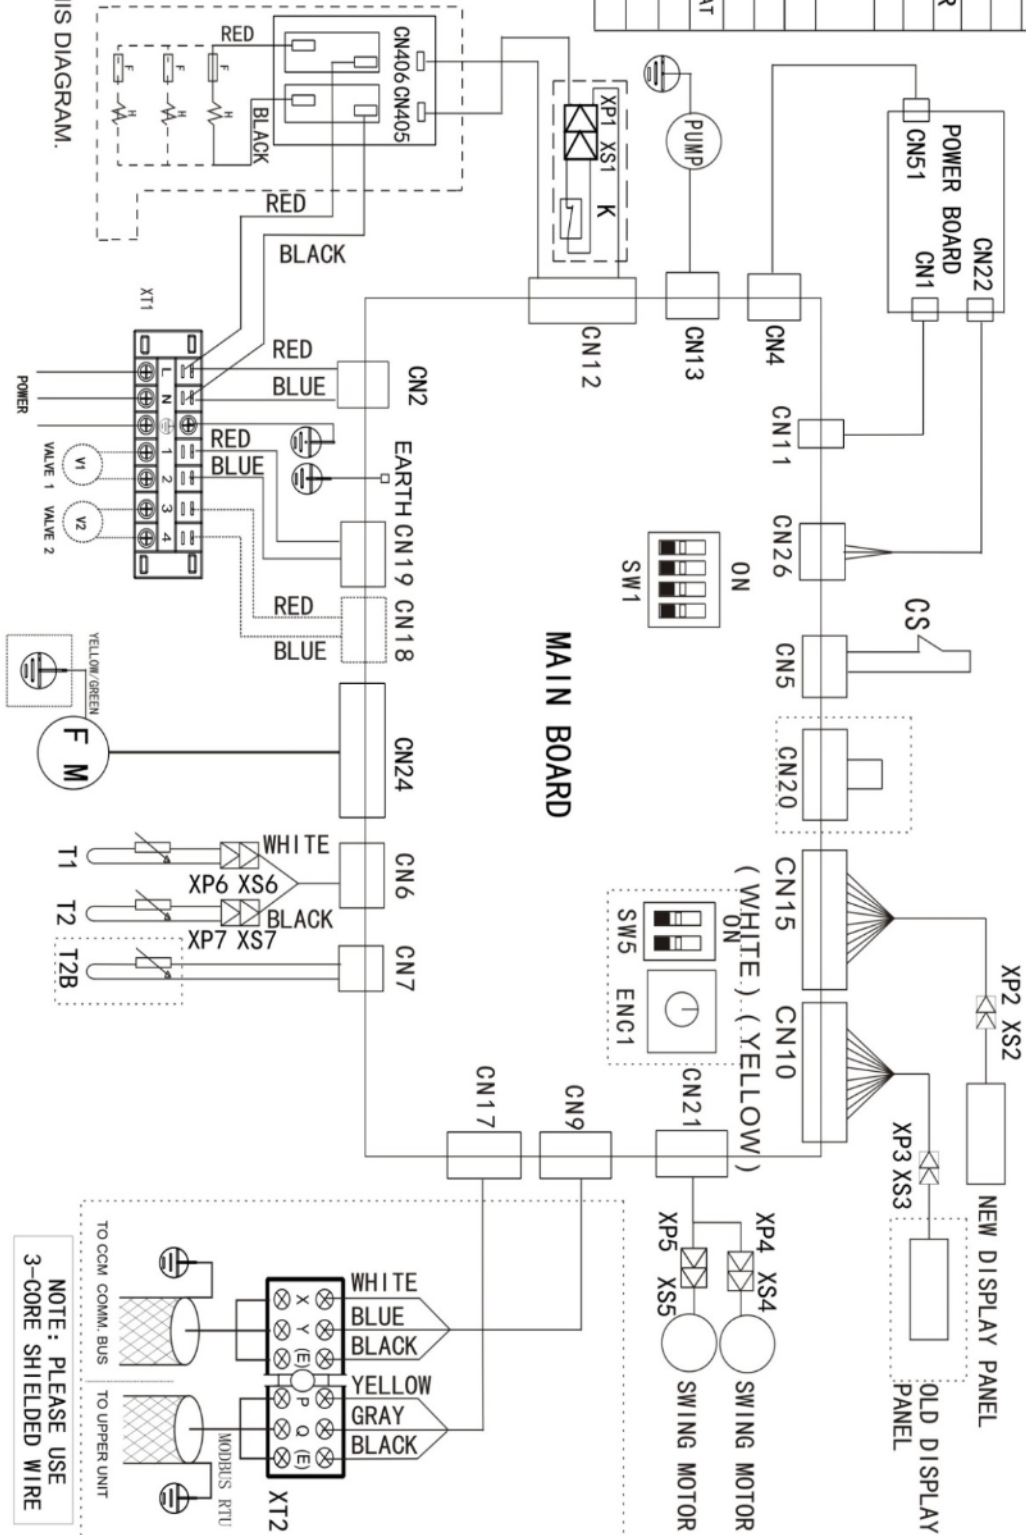 IS DIAGRAM.
AT
R
RED
BLACK
F
H
F
H
F
H
CN406
CN405
RED
BLACK
XP1 XS1
K
PUMP
CN51
POWER BOARD
CN1
CN22
CN12
CN13
CN4
CN11
CN26
CS
CN5
CN20
CN15
(WHITE)
CN10
(YELLOW)
XP2 XS2
NEW DISPLAY PANEL
XP3 XS3
OLD DISPLAY
PANEL
XT1
POWER
L
N
1
2
3
4
VALVE 1
V1
VALVE 2
V2
RED
BLUE
CN2
EARTH
RED
BLUE
CN19
RED
BLUE
CN18
YELLOW/GREEN
F M
CN24
T1
XP6 XS6
WHITE
CN6
T2
XP7 XS7
BLACK
T2B
CN7
MAIN BOARD
ON
SW1
ON
SW5
ENC1
CN21
CN17
CN9
XP4 XS4
SWING MOTOR
XP5 XS5
SWING MOTOR
WHITE
BLUE
BLACK
YELLOW
GRAY
BLACK
X
Y
(E)
P
Q
(E)
XT2
TO CCM COMM. BUS
TO UPPER UNIT
MODBUS RTU
NOTE: PLEASE USE
3-CORE SHIELDED WIRE